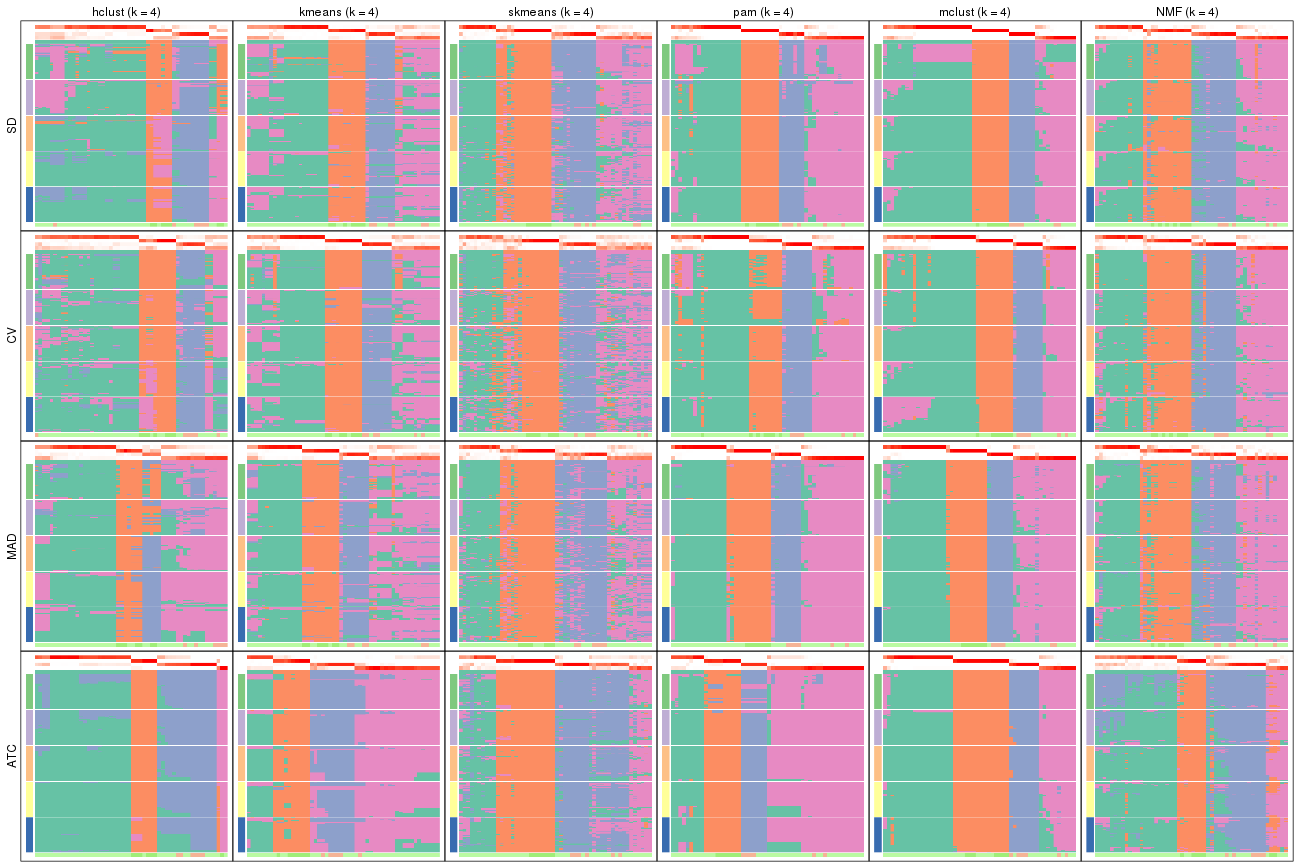 hclust (k = 4) kmeans (k = 4) skmeans (k = 4) pam (k = 4) mclust (k = 4) NMF (k = 4)
SD
CV
MAD
ATC